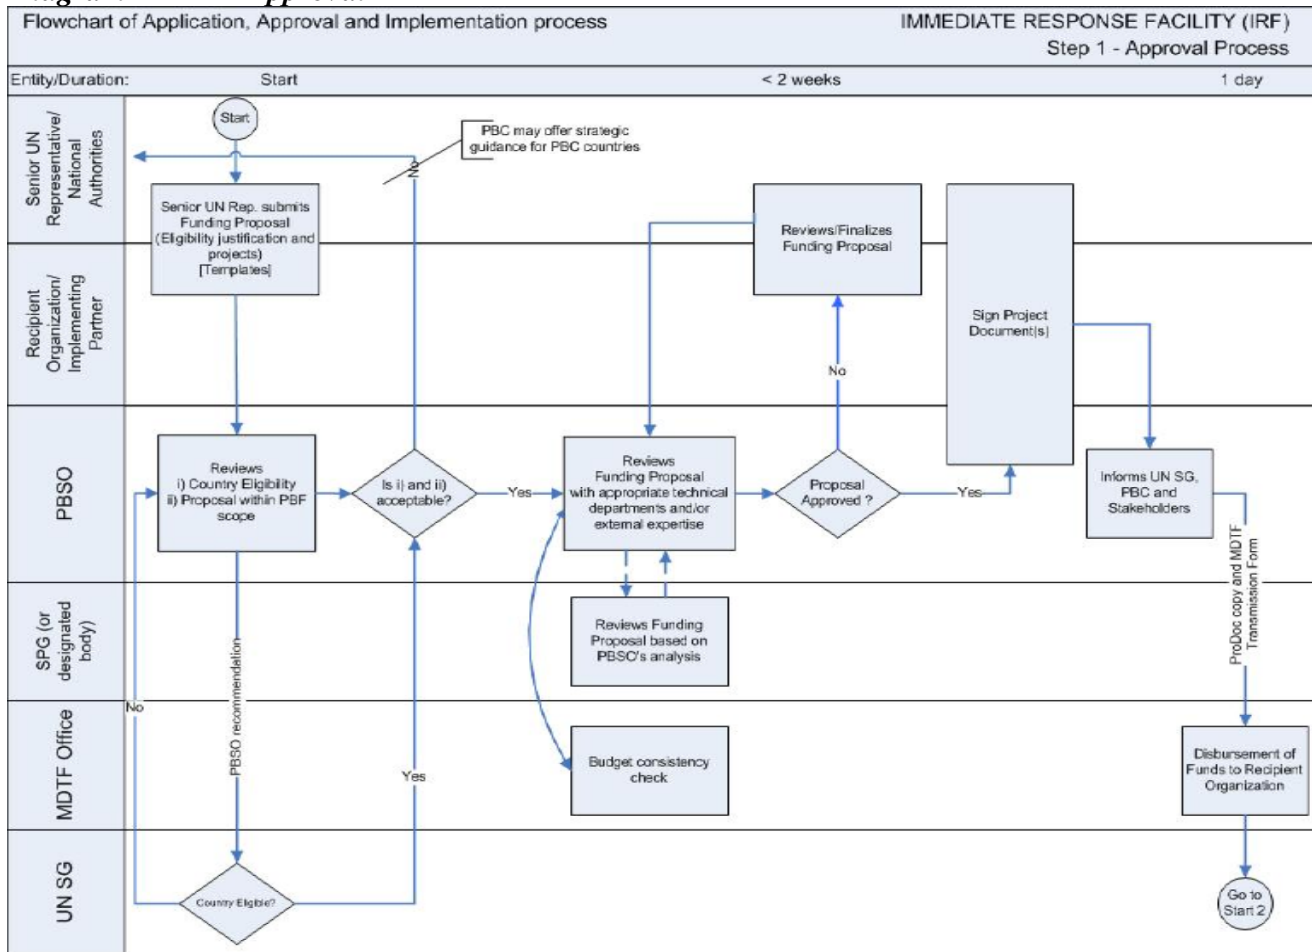 Flowchart of Application, Approval and Implementation process
IMMEDIATE RESPONSE FACILITY (IRF)
Step 1 - Approval Process
Entity/Duration:
Start
< 2 weeks
1 day
Senior UN
Representative/
National
Authorities
Start
PBC may offer strategic
guidance for PBC countries
No
Senior UN Rep. submits
Funding Proposal
(Eligibility justification and
projects)
[Templates]
Reviews/Finalizes
Funding Proposal
Recipient
Organization/
Implementing
Partner
Sign Project
Document(s)
No
PBSO
Reviews
i) Country Eligibility
ii) Proposal within PBF
scope
Is i) and ii)
acceptable?
Yes
Reviews
Funding Proposal
with appropriate technical
departments and/or
external expertise
Proposal
Approved ?
Yes
Informs UN SG,
PBC and
Stakeholders
SPG (or
designated
body)
Reviews Funding
Proposal based on
PBSO's analysis
ProDoc copy and MDTF
Transmission Form
PBSO recommendation
No
MDTF Office
Yes
Budget consistency
check
Disbursement of
Funds to Recipient
Organization
UN SG
Country Eligible?
Go to
Start 2